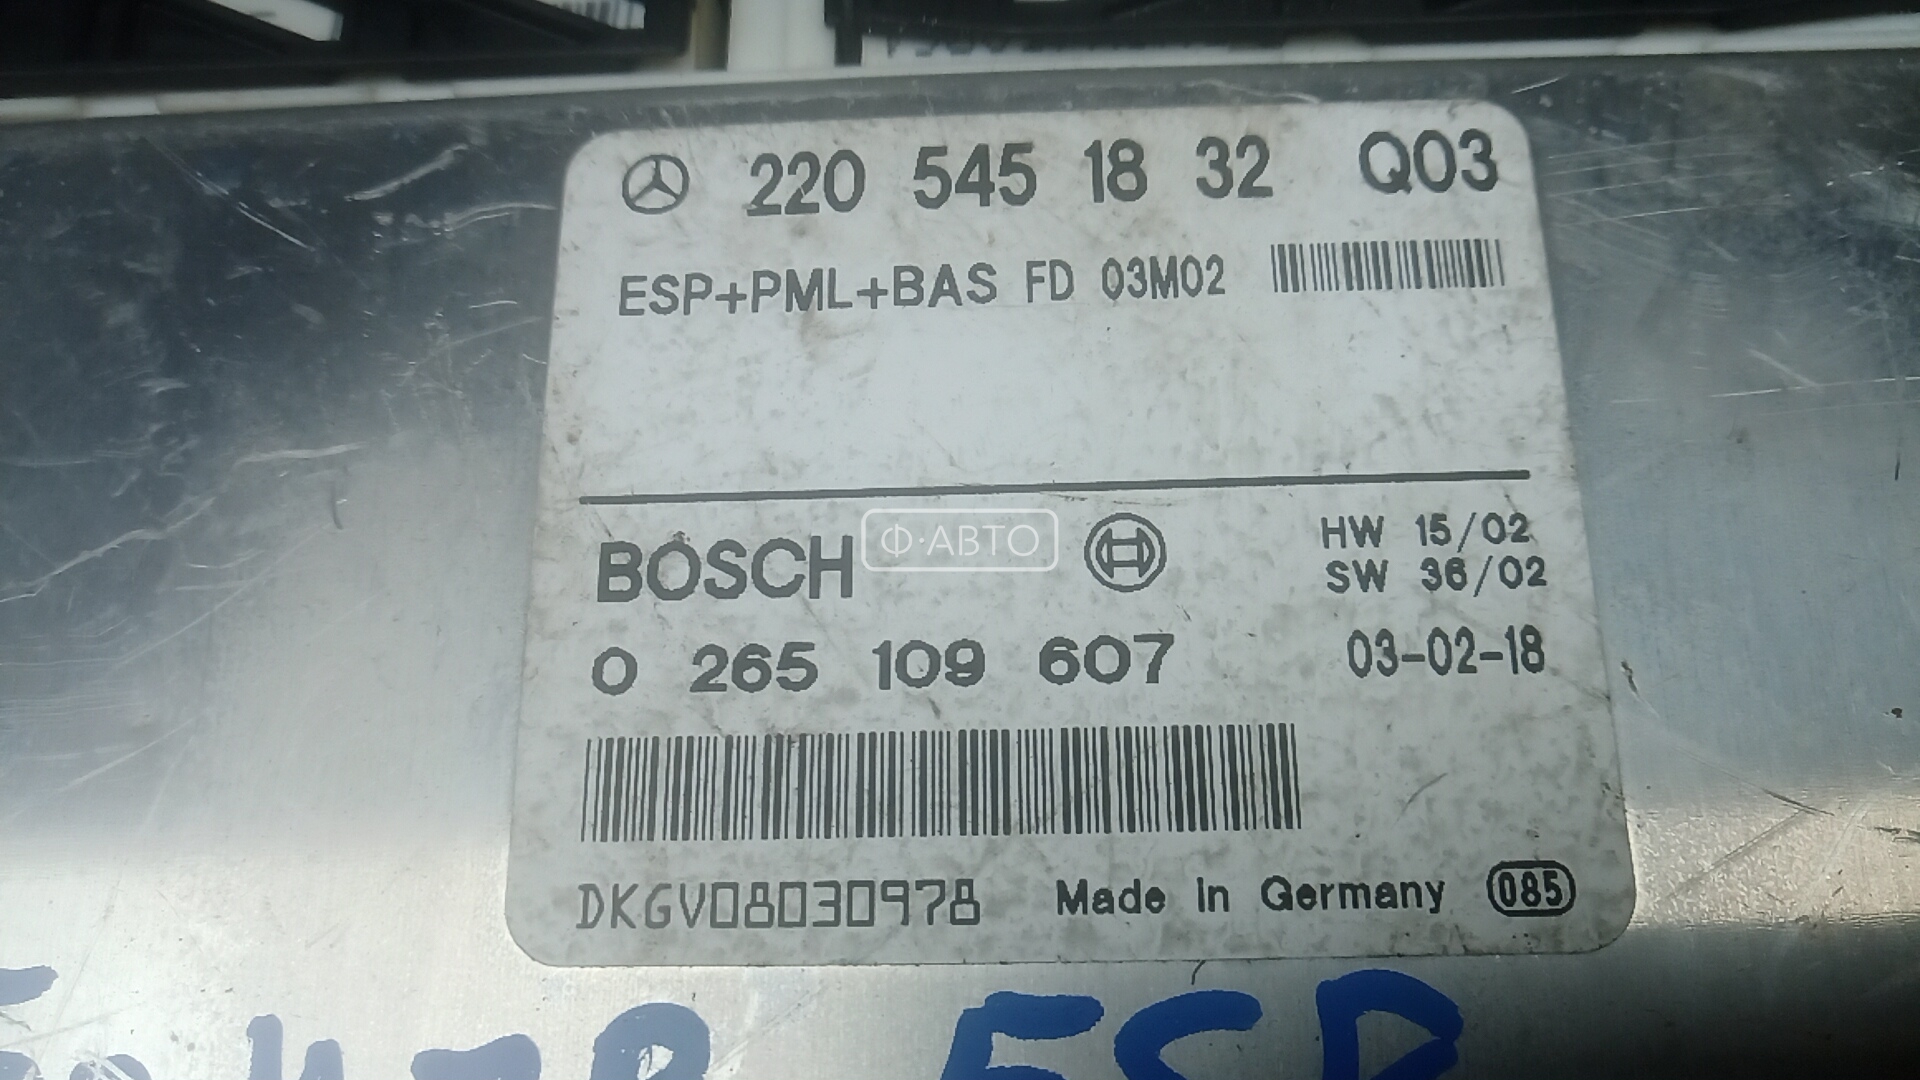 220 545 18 32 Q03
ESP+PML+BAS FD 03M02
BOSCH
Ф·АВТО
HW 15/02
SW 36/02
0 265 109 607 03-02-18
DKGV08030978 Made in Germany 085
ESP